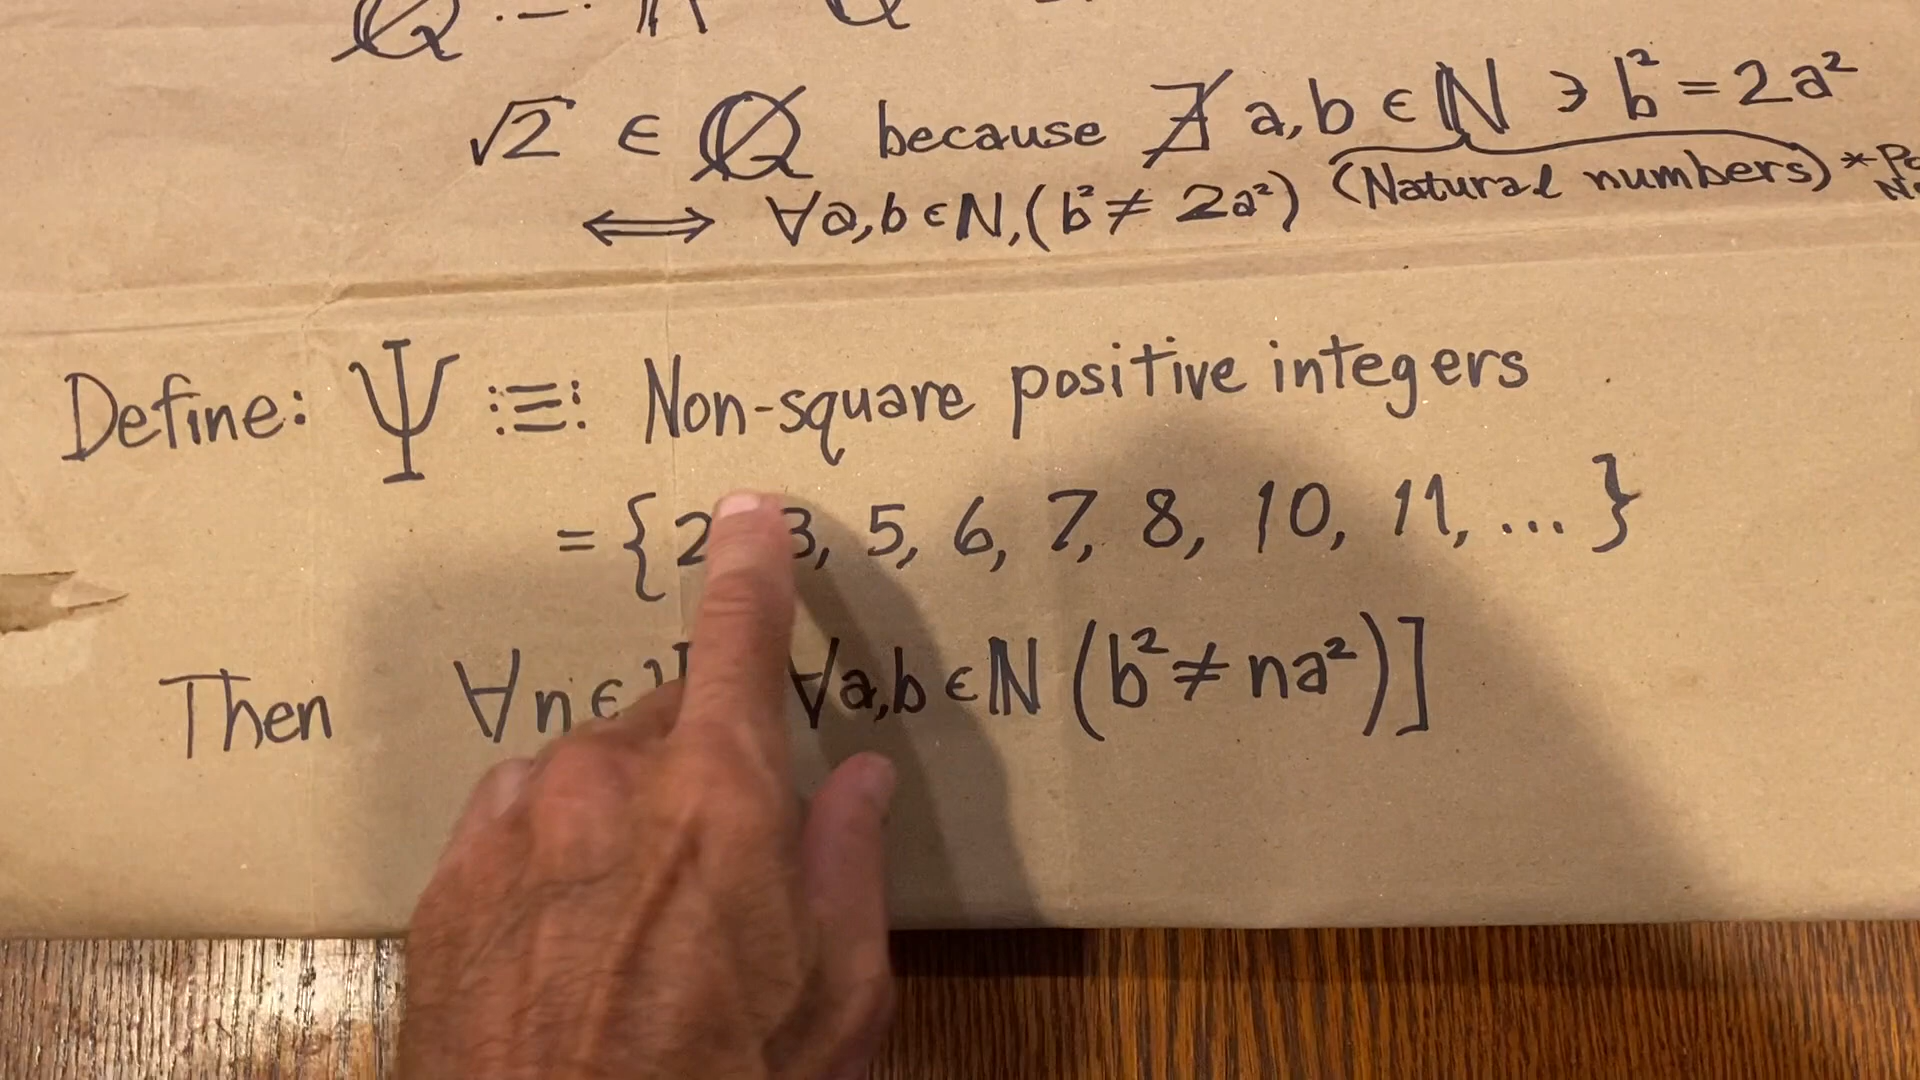 √2 ∈ ℚ̸ because ∄ a,b ∈ ℕ ∋ b² = 2a²
(Natural numbers) *
⟺ ∀a,b ∈ N, (b² ≠ 2a²)
Define: Ψ :≡: Non-square positive integers
= {2 3, 5, 6, 7, 8, 10, 11, ... }
Then ∀n ∈ ∀a,b ∈ ℕ (b² ≠ na²)]